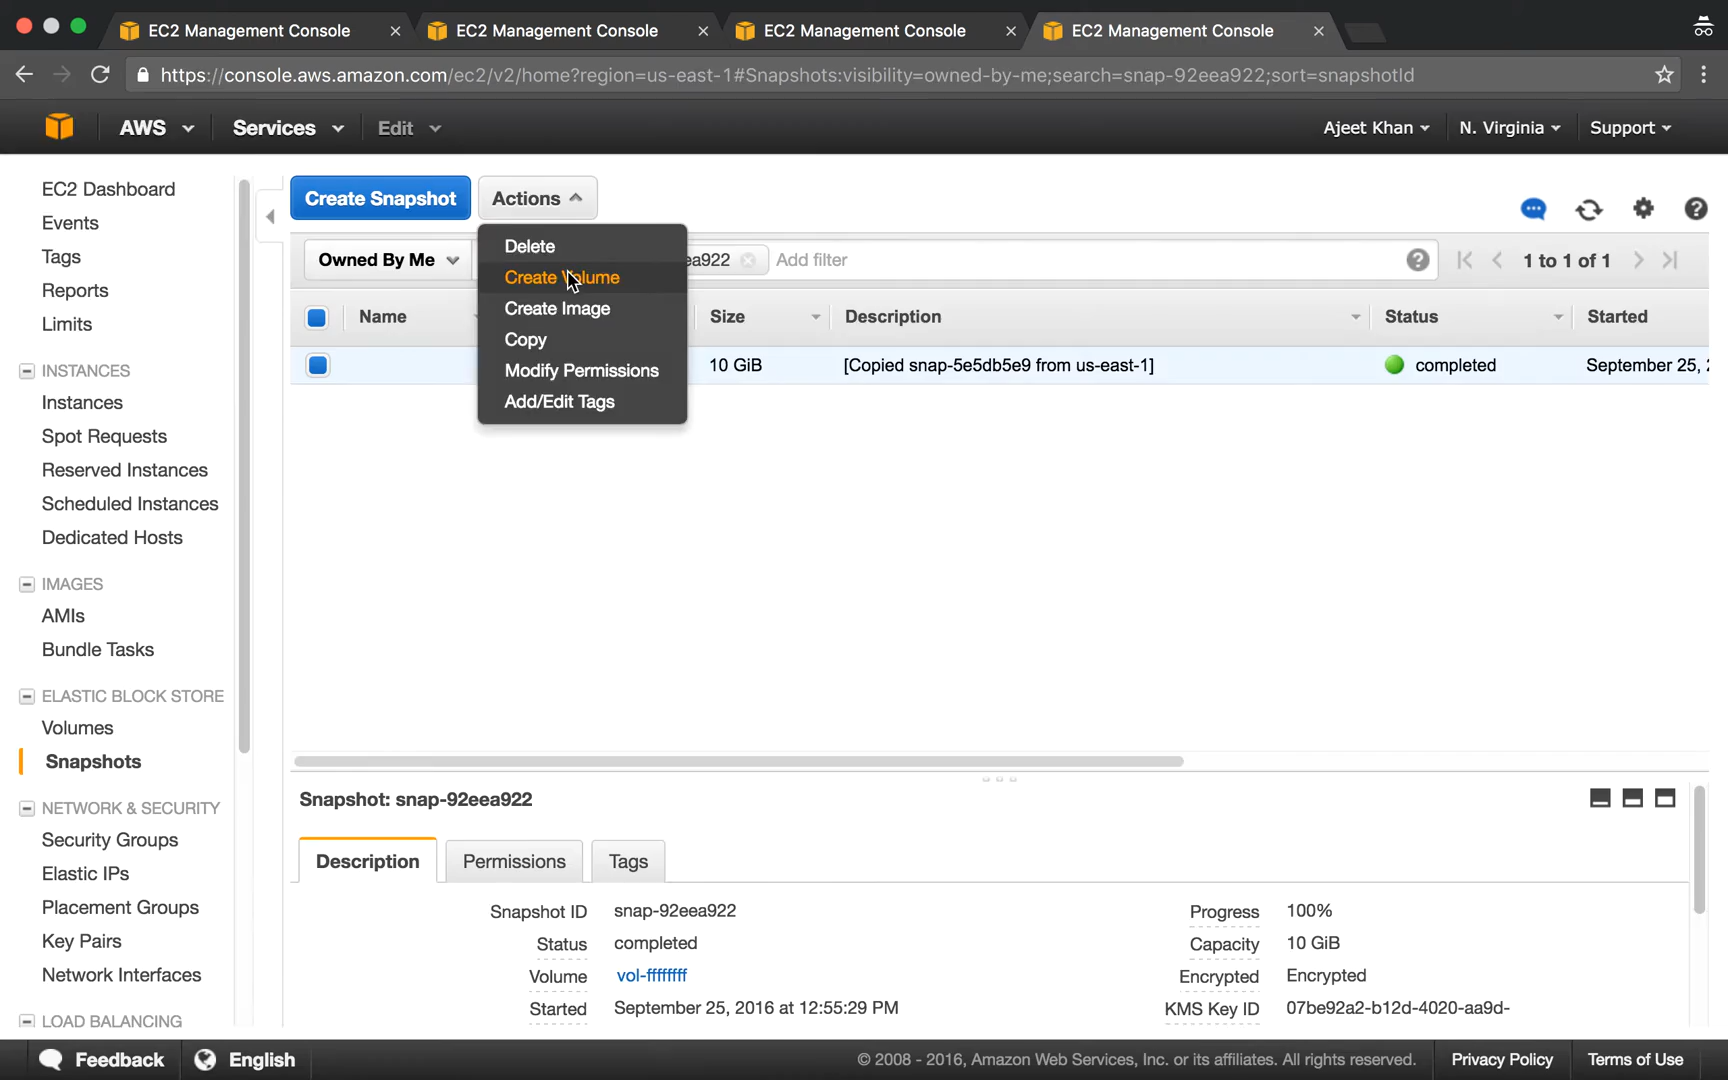 EC2 Management Console
EC2 Management Console
EC2 Management Console
EC2 Management Console
https://console.aws.amazon.com/ec2/v2/home?region=us-east-1#Snapshots:visibility=owned-by-me;search=snap-92eea922;sort=snapshotId
AWS Services Edit Ajeet Khan N. Virginia Support
EC2 Dashboard
Events
Tags
Reports
Limits
INSTANCES
Instances
Spot Requests
Reserved Instances
Scheduled Instances
Dedicated Hosts
IMAGES
AMIs
Bundle Tasks
ELASTIC BLOCK STORE
Volumes
Snapshots
NETWORK & SECURITY
Security Groups
Elastic IPs
Placement Groups
Key Pairs
Network Interfaces
LOAD BALANCING
Create Snapshot Actions
Delete
Create Volume
Create Image
Copy
Modify Permissions
Add/Edit Tags
Owned By Me ea922 Add filter 1 to 1 of 1
Name Size Description Status Started
10 GiB [Copied snap-5e5db5e9 from us-east-1] completed September 25,
Snapshot: snap-92eea922
Description Permissions Tags
Snapshot ID snap-92eea922 Progress 100%
Status completed Capacity 10 GiB
Volume vol-ffffffff Encrypted Encrypted
Started September 25, 2016 at 12:55:29 PM KMS Key ID 07be92a2-b12d-4020-aa9d-
Feedback English © 2008 - 2016, Amazon Web Services, Inc. or its affiliates. All rights reserved. Privacy Policy Terms of Use